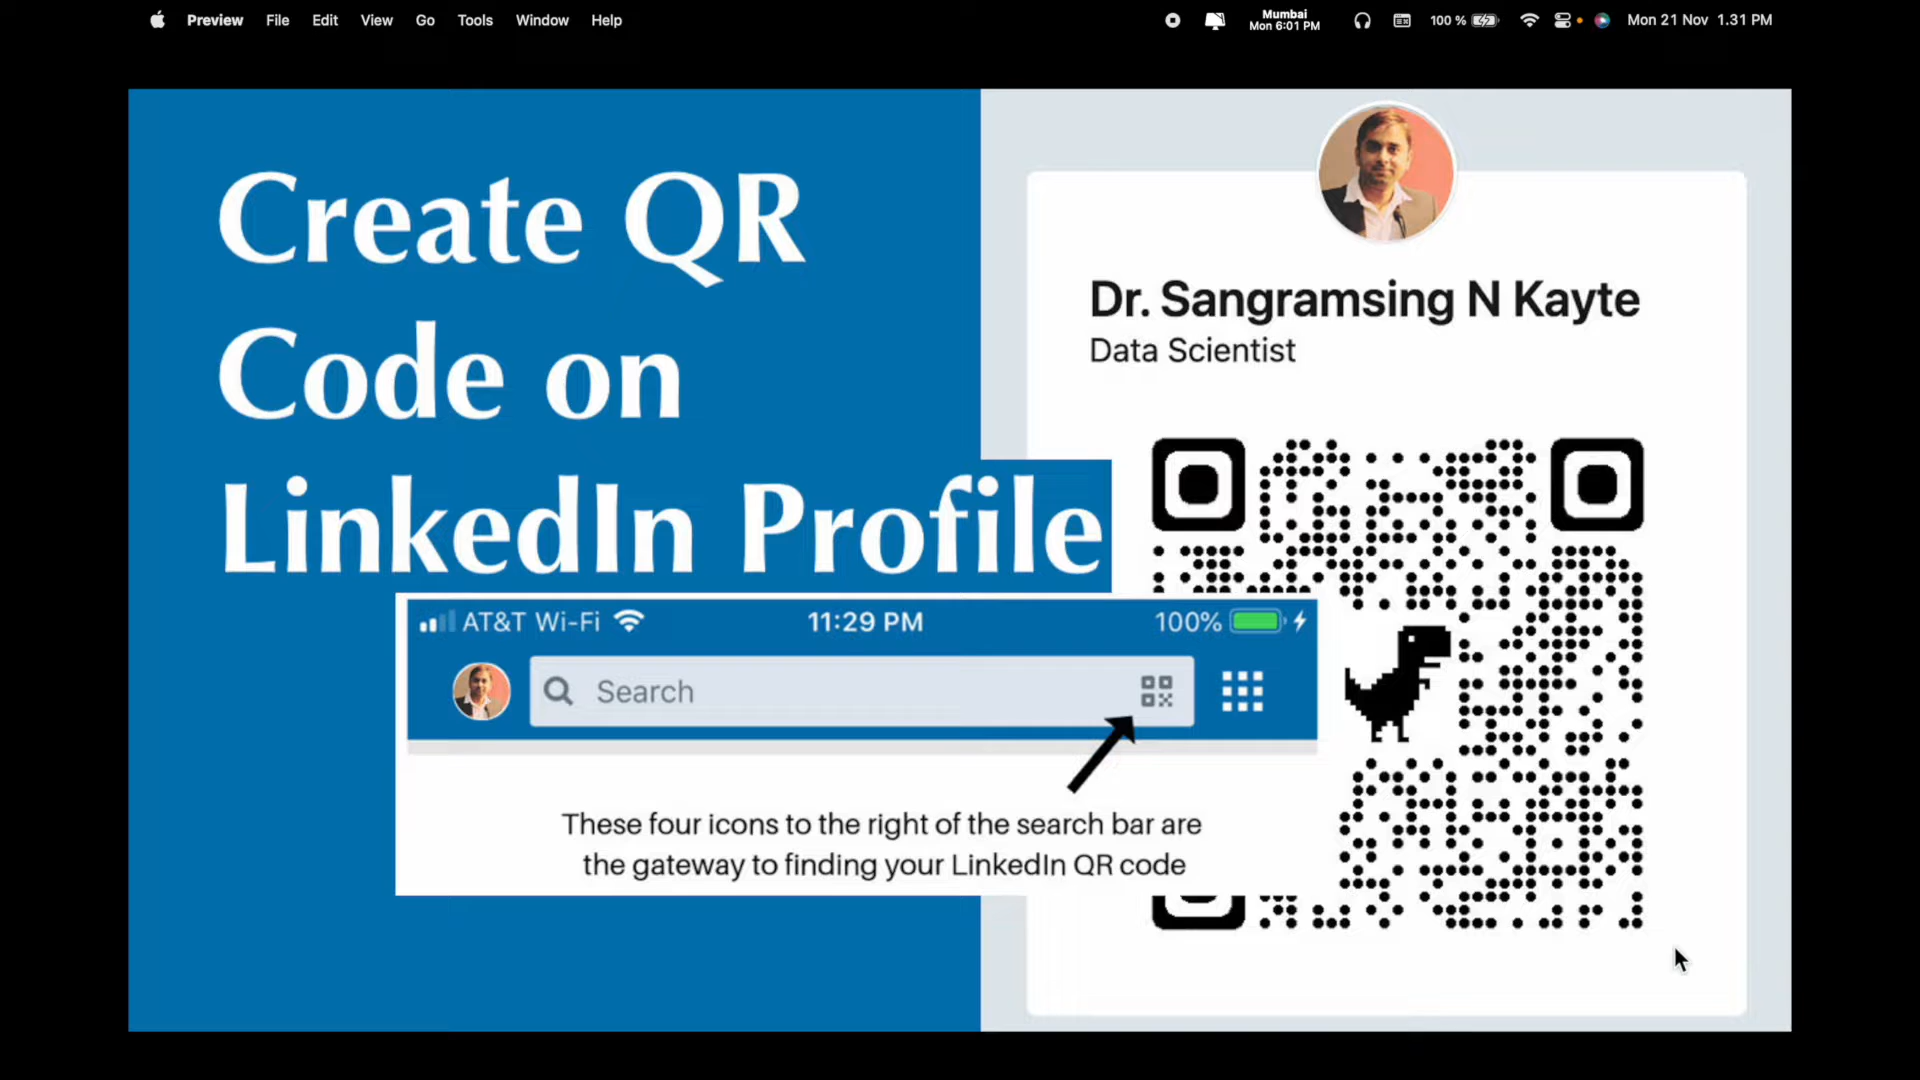 Preview File Edit View Go Tools Window Help
Mumbai
Mon 6:01 PM
100 %
Mon 21 Nov 1.31 PM
Create QR
Code on
LinkedIn Profile
Dr. Sangramsing N Kayte
Data Scientist
AT&T Wi-Fi 11:29 PM 100%
Search
These four icons to the right of the search bar are
the gateway to finding your LinkedIn QR code